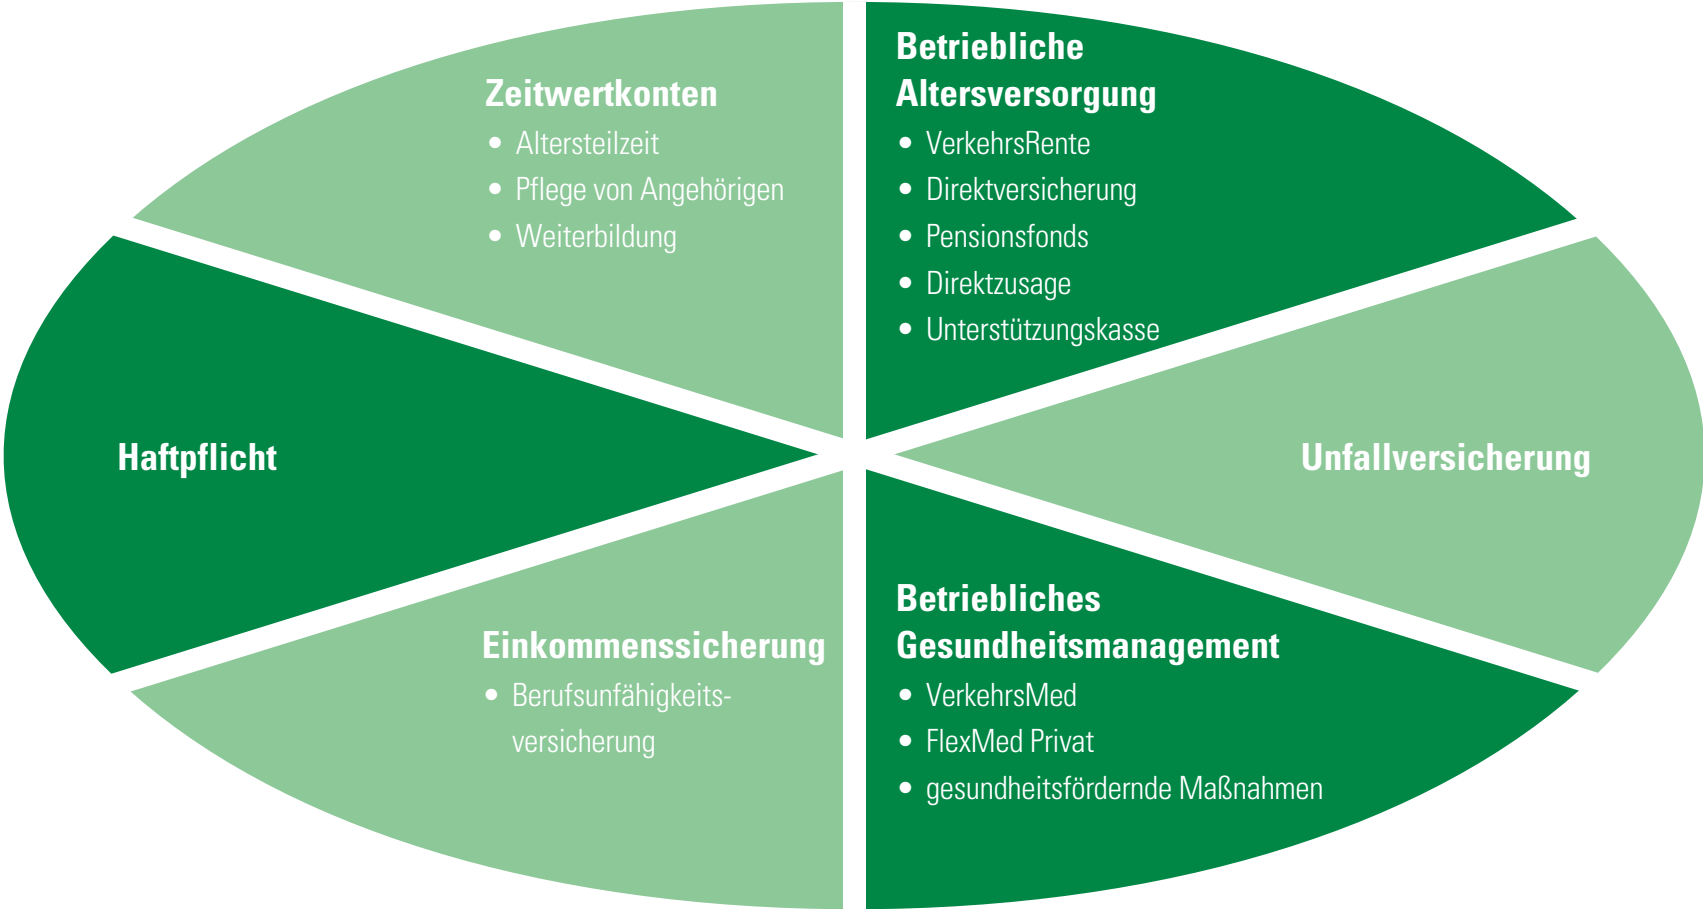 Zeitwertkonten
• Altersteilzeit
• Pflege von Angehörigen
• Weiterbildung
Betriebliche
Altersversorgung
• VerkehrsRente
• Direktversicherung
• Pensionsfonds
• Direktzusage
• Unterstützungskasse
Haftpflicht
Unfallversicherung
Einkommenssicherung
• Berufsunfähigkeits-
versicherung
Betriebliches
Gesundheitsmanagement
• VerkehrsMed
• FlexMed Privat
• gesundheitsfördernde Maßnahmen